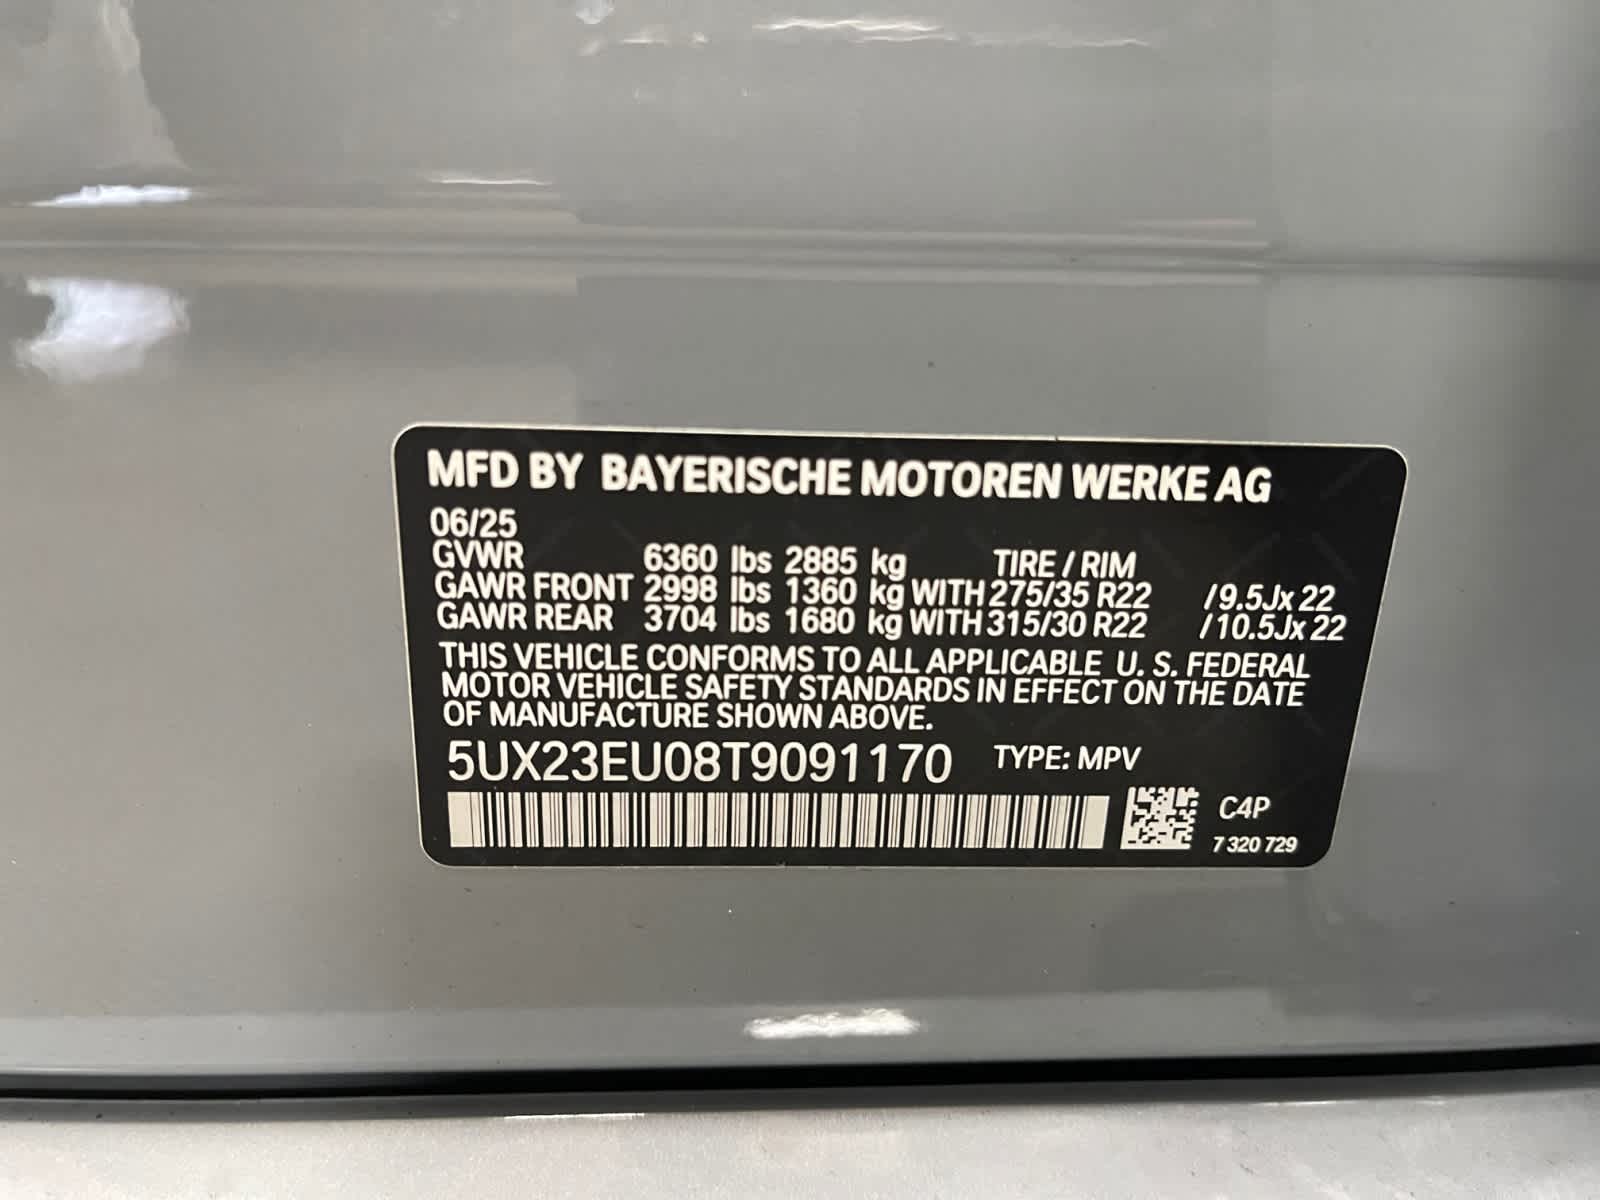 MFD BY BAYERISCHE MOTOREN WERKE AG
06/25
GVWR 6360 lbs 2885 kg TIRE / RIM
GAWR FRONT 2998 lbs 1360 kg WITH 275/35 R22 /9.5Jx 22
GAWR REAR 3704 lbs 1680 kg WITH 315/30 R22 /10.5Jx 22
THIS VEHICLE CONFORMS TO ALL APPLICABLE U. S. FEDERAL
MOTOR VEHICLE SAFETY STANDARDS IN EFFECT ON THE DATE
OF MANUFACTURE SHOWN ABOVE.
5UX23EU08T9091170 TYPE: MPV
C4P
7 320 729